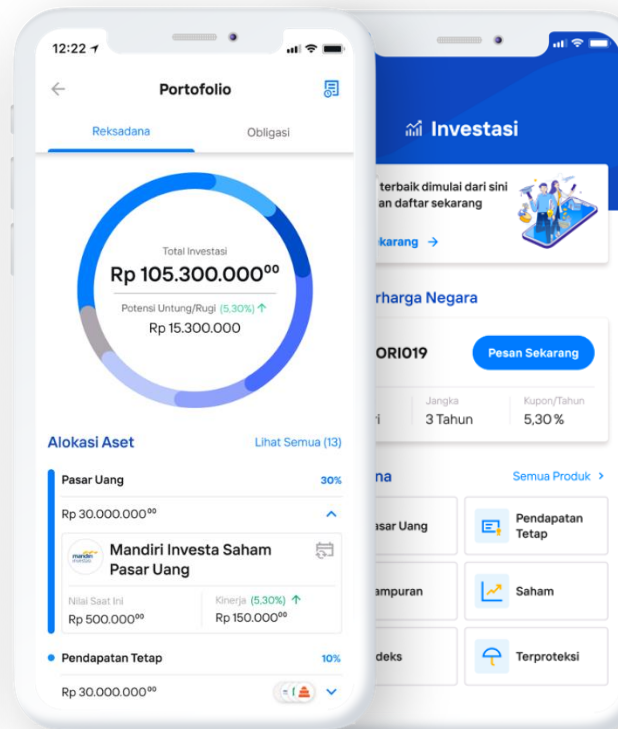 12:22
Portofolio
Reksadana
Obligasi
Total Investasi
Rp 105.300.000⁰⁰
Potensi Untung/Rugi (5,30%) ↑
Rp 15.300.000
Alokasi Aset
Lihat Semua (13)
Pasar Uang
30%
Rp 30.000.000⁰⁰
mandiri
Mandiri Investa Saham
Pasar Uang
Nilai Saat Ini
Kinerja (5,30%) ↑
Rp 500.000⁰⁰
Rp 150.000⁰⁰
Pendapatan Tetap
10%
Rp 30.000.000⁰⁰
Investasi
terbaik dimulai dari sini
an daftar sekarang
karang →
rharga Negara
ORI019
Pesan Sekarang
Jangka
Kupon/Tahun
ri
3 Tahun
5,30 %
na
Semua Produk >
asar Uang
Pendapatan
Tetap
ampuran
Saham
deks
Terproteksi